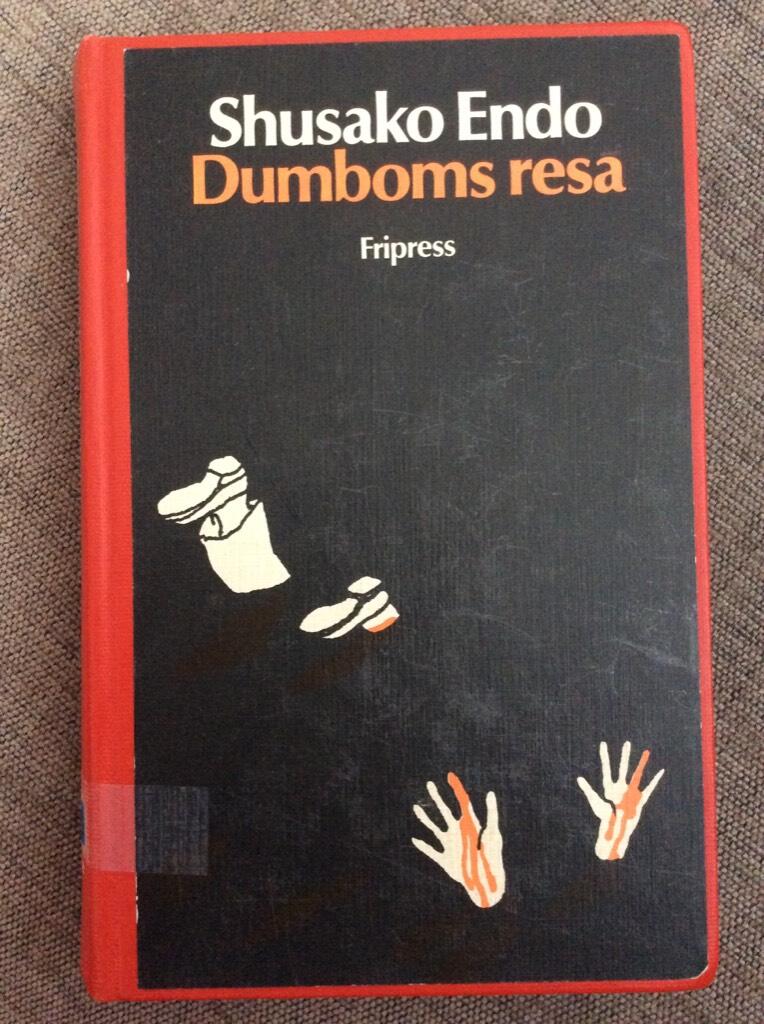 Shusako Endo
Dumboms resa
Fripress